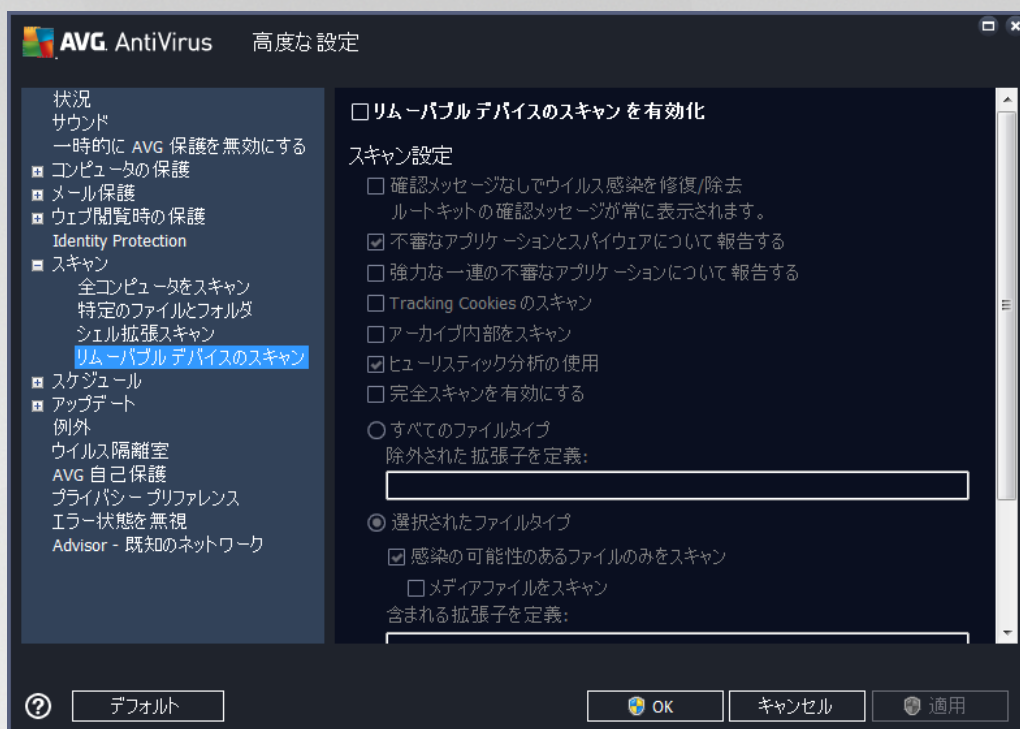 AVG. AntiVirus 高度な設定
状況
サウンド
一時的に AVG 保護を無効にする
コンピュータの保護
メール保護
ウェブ閲覧時の保護
Identity Protection
スキャン
全コンピュータをスキャン
特定のファイルとフォルダ
シェル拡張スキャン
リムーバブル デバイスのスキャン
スケジュール
アップデート
例外
ウイルス隔離室
AVG 自己保護
プライバシー プリファレンス
エラー状態を無視
Advisor - 既知のネットワーク
リムーバブル デバイスのスキャン を有効化
スキャン設定
確認メッセージなしでウイルス感染を修復/除去
ルートキットの確認メッセージが常に表示されます。
不審なアプリケーションとスパイウェアについて報告する
強力な一連の不審なアプリケーションについて報告する
Tracking Cookies のスキャン
アーカイブ内部をスキャン
ヒューリスティック分析の使用
完全スキャンを有効にする
すべてのファイルタイプ
除外された拡張子を定義:
選択されたファイルタイプ
感染の可能性のあるファイルのみをスキャン
メディアファイルをスキャン
含まれる拡張子を定義:
デフォルト
OK
キャンセル
適用